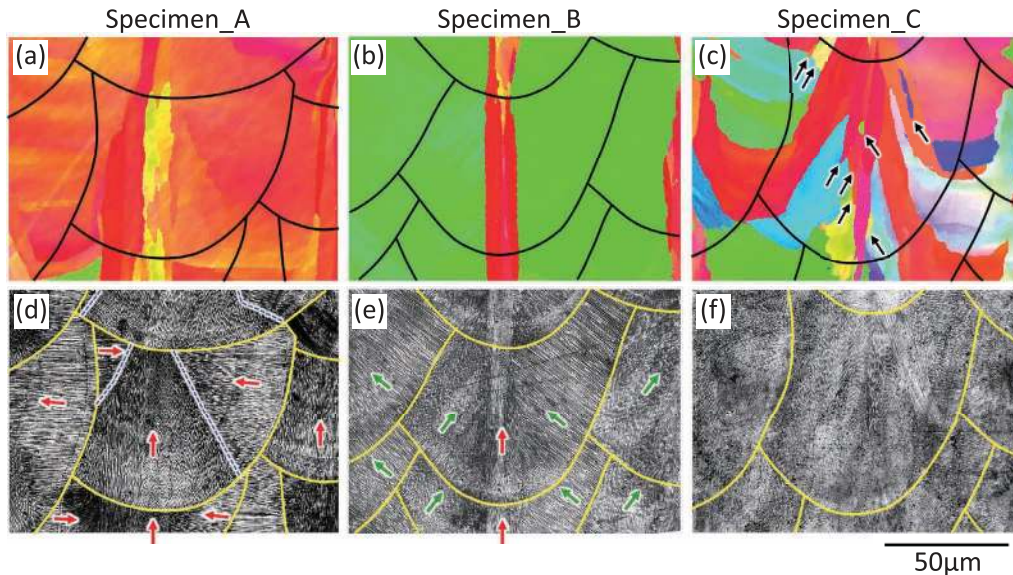 Specimen_A Specimen_B Specimen_C
(a) (b) (c)
(d) (e) (f)
50μm